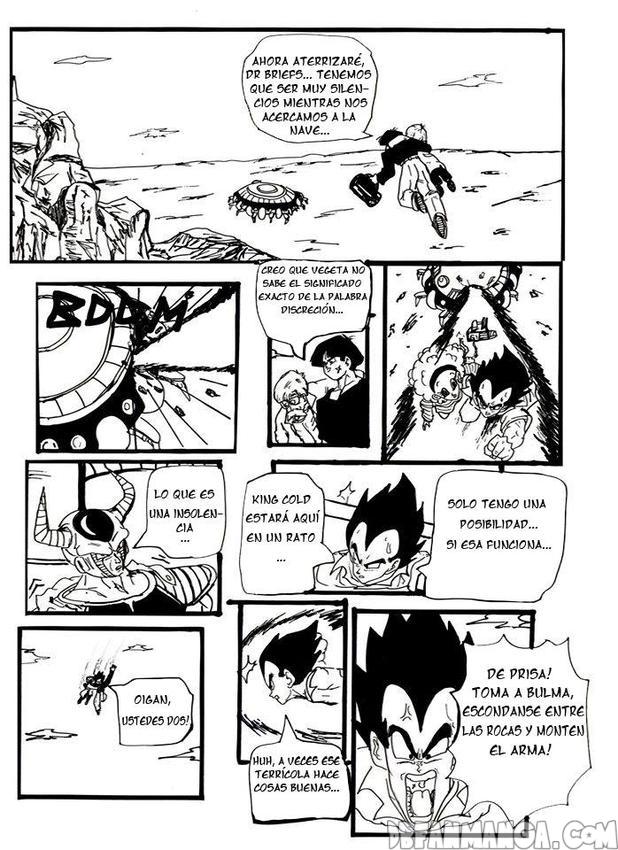 AHORA ATERRIZARÉ,
DR BRIEFS... TENEMOS
QUE SER MUY SILEN-
CIOS MIENTRAS NOS
ACERCAMOS A LA
NAVE...
BOOM
CREO QUE VEGETA NO
SABE EL SIGNIFICADO
EXACTO DE LA PALABRA
DISCRECIÓN...
LO QUE ES
UNA INSOLEN-
CIA
...
KING COLD
ESTARÁ AQUÍ
EN UN RATO ...
SOLO TENGO UNA
POSIBILIDAD...
SI ESA FUNCIONA...
OIGAN,
USTEDES DOS!
HUH, A VECES ESE
TERRÍCOLA HACE
COSAS BUENAS...
DE PRISA!
TOMA A BULMA,
ESCONDANSE ENTRE
LAS ROCAS Y MONTEN
EL ARMA!
DBFANMANGA.COM